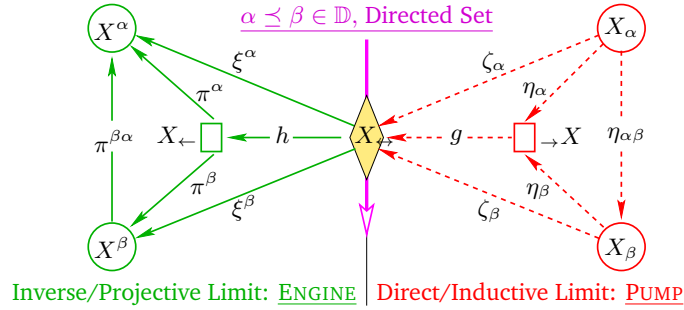 α ⪯ β ∈ 𝔻, Directed Set
X^α
X_α
ξ^α
ζ_α
π^α
η_α
π^{βα}
X_←
h
X_↔
g
_→X
η_{αβ}
π^β
η_β
ξ^β
ζ_β
X^β
X_β
Inverse/Projective Limit: ENGINE
Direct/Inductive Limit: PUMP